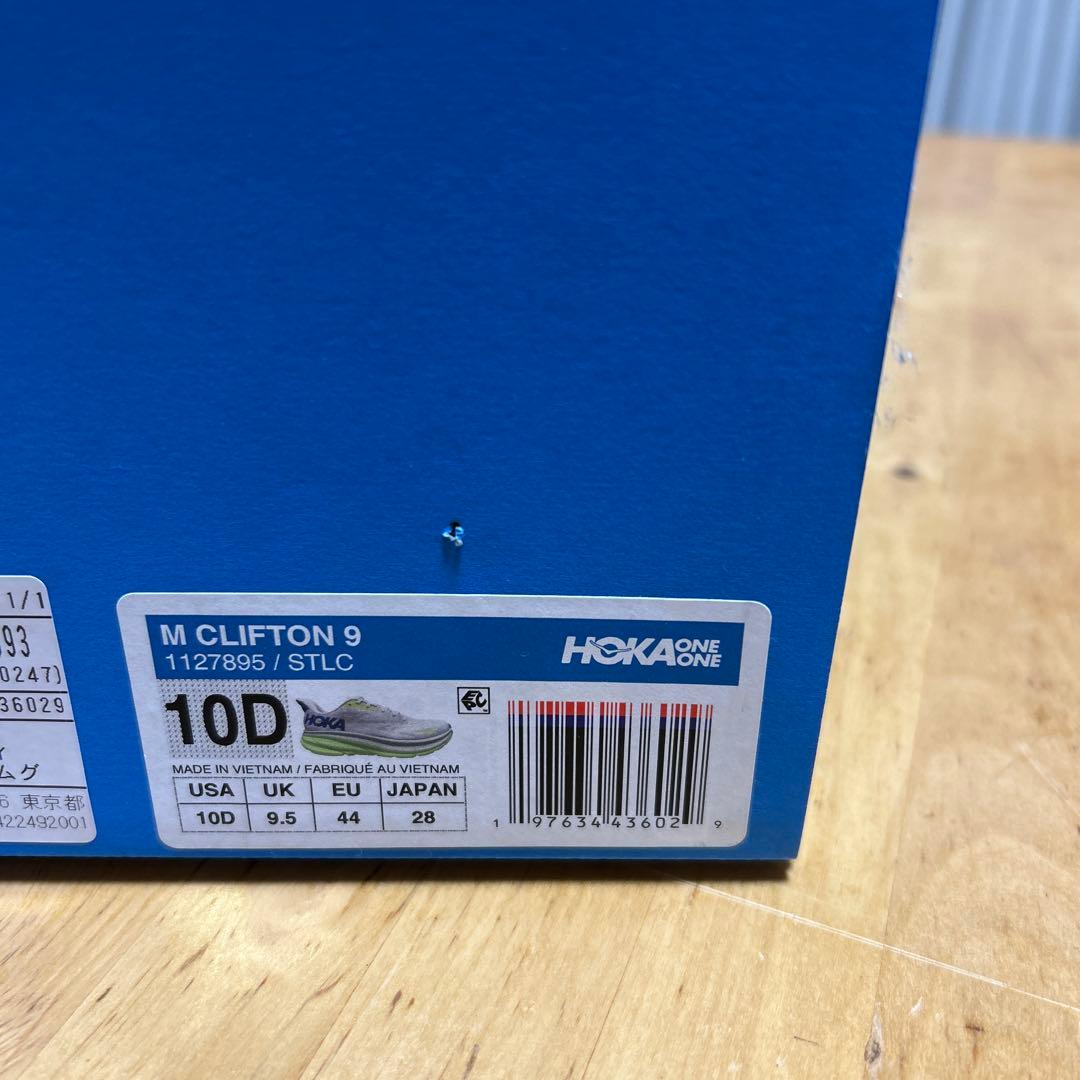 1/1
93
0247)
36029
ムグ
6 東京都
422492001
M CLIFTON 9
1127895 / STLC
HOKA ONE ONE
10D
HOKA
MADE IN VIETNAM / FABRIQUÉ AU VIETNAM
USA UK EU JAPAN
10D 9.5 44 28
1 97634 43602 9